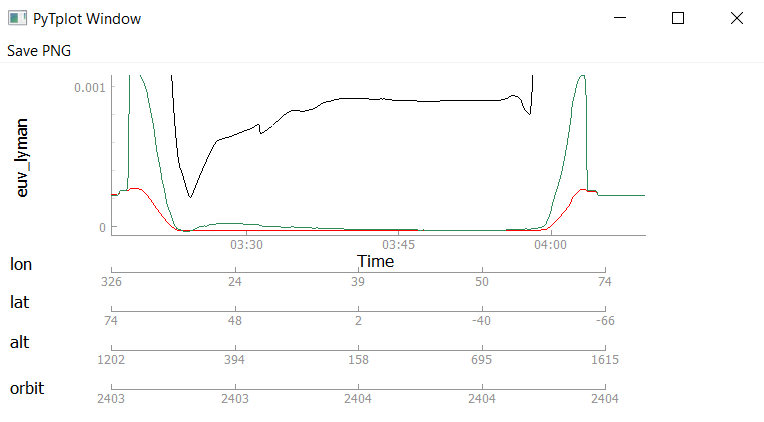 PyTplot Window
Save PNG
0.001
euv_lyman
0
03:30 03:45 04:00
Time
lon
326 24 39 50 74
lat
74 48 2 -40 -66
alt
1202 394 158 695 1615
orbit
2403 2403 2404 2404 2404